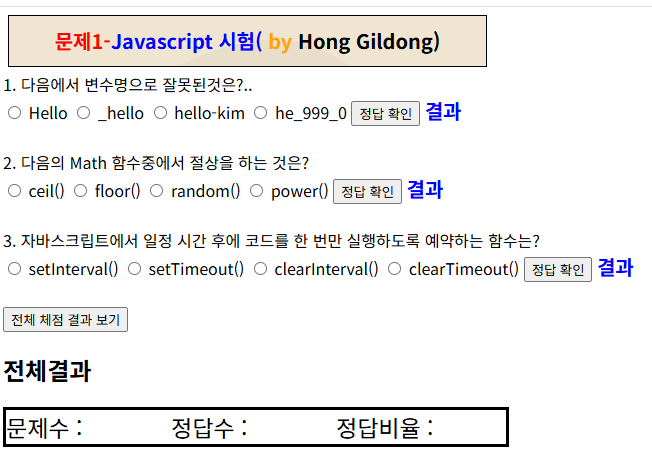 문제1-Javascript 시험( by Hong Gildong)
1. 다음에서 변수명으로 잘못된것은?..
Hello _hello hello-kim he_999_0 정답 확인 결과
2. 다음의 Math 함수중에서 절상을 하는 것은?
ceil() floor() random() power() 정답 확인 결과
3. 자바스크립트에서 일정 시간 후에 코드를 한 번만 실행하도록 예약하는 함수는?
setInterval() setTimeout() clearInterval() clearTimeout() 정답 확인 결과
전체 체점 결과 보기
전체결과
문제수 : 정답수 : 정답비율 :